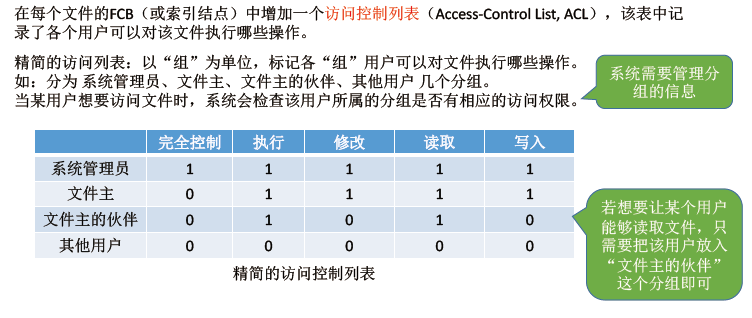 在每个文件的FCB（或索引结点）中增加一个访问控制列表（Access-Control List, ACL），该表中记
录了各个用户可以对该文件执行哪些操作。
精简的访问列表：以“组”为单位，标记各“组”用户可以对文件执行哪些操作。
如：分为 系统管理员、文件主、文件主的伙伴、其他用户 几个分组。
当某用户想要访问文件时，系统会检查该用户所属的分组是否有相应的访问权限。
系统需要管理分
组的信息
完全控制 执行 修改 读取 写入
系统管理员 1 1 1 1 1
文件主 0 1 1 1 1
文件主的伙伴 0 1 0 1 0
其他用户 0 0 0 0 0
精简的访问控制列表
若想要让某个用户
能够读取文件，只
需要把该用户放入
“文件主的伙伴”
这个分组即可